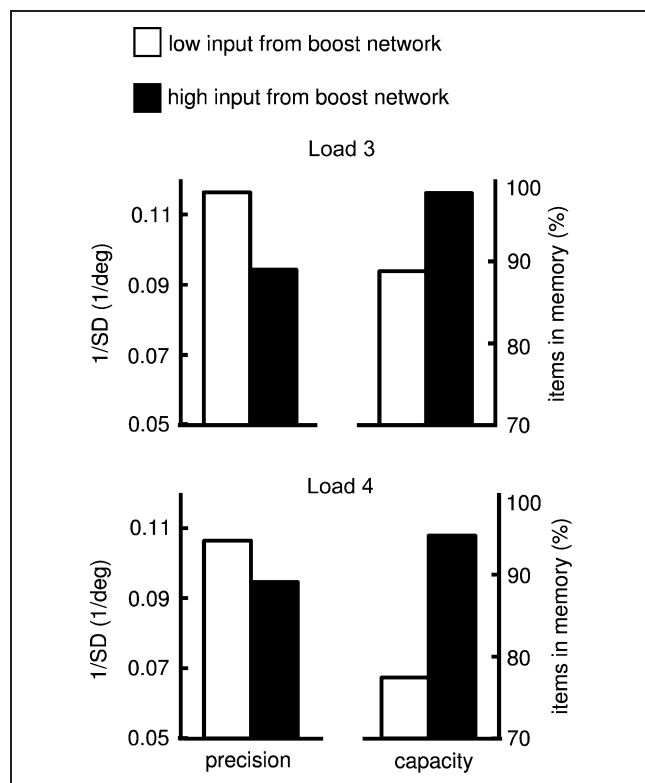 low input from boost network
high input from boost network
Load 3
0.11
0.09
0.07
0.05
1/SD (1/deg)
100
90
80
70
items in memory (%)
Load 4
0.11
0.09
0.07
0.05
1/SD (1/deg)
100
90
80
70
items in memory (%)
precision
capacity